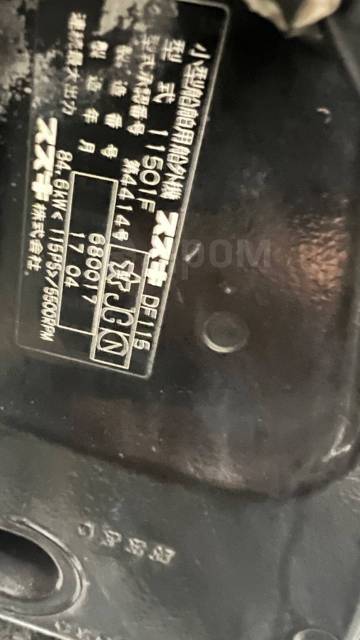 小型船舶用船外機 スズキ DF115
型式 11501F
型式承認番号 第4414号 JCI N
製造番号 680017
製造年月 17 04
連続最大出力 84.6kW<115PS>/5500RPM
スズキ株式会社